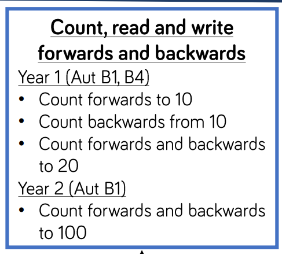 Count, read and write
forwards and backwards
Year 1 (Aut B1, B4)
• Count forwards to 10
• Count backwards from 10
• Count forwards and backwards
to 20
Year 2 (Aut B1)
• Count forwards and backwards
to 100